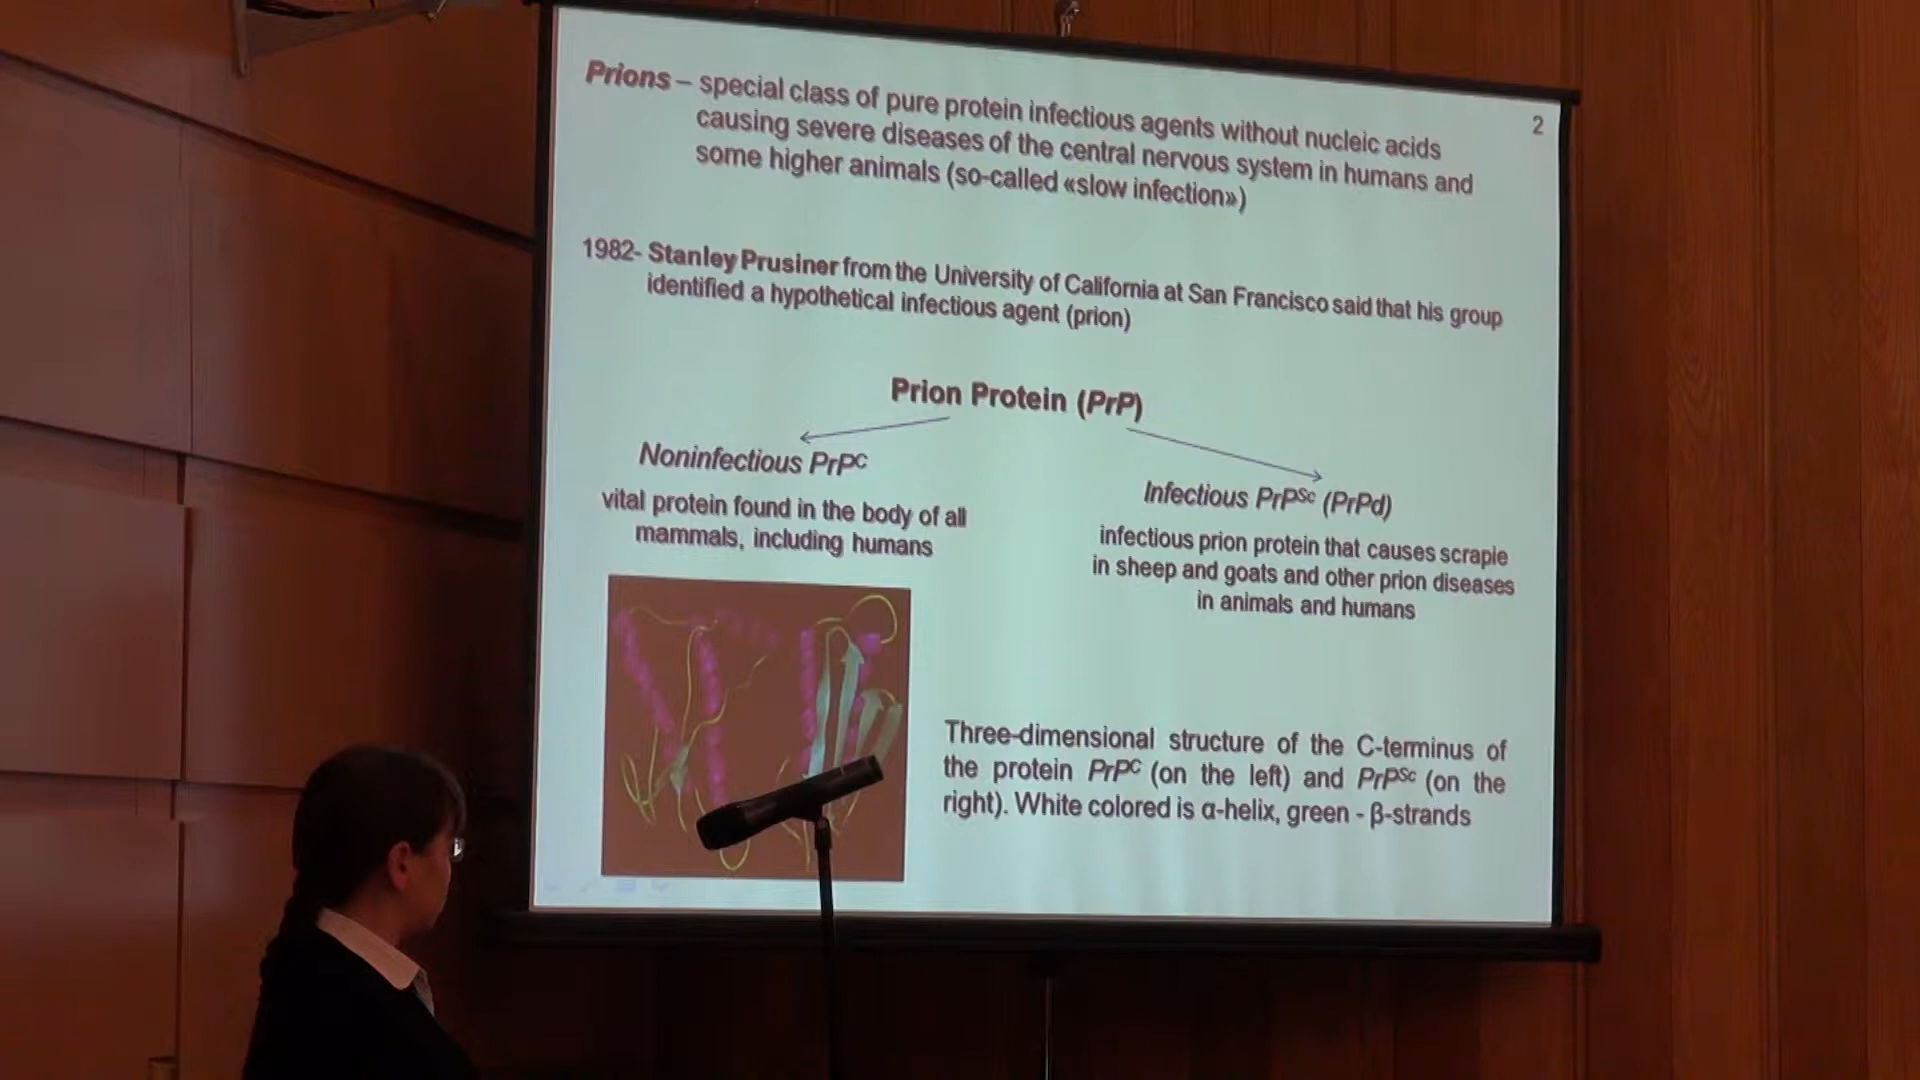 2
Prions – special class of pure protein infectious agents without nucleic acids
causing severe diseases of the central nervous system in humans and
some higher animals (so-called «slow infection»)
1982- Stanley Prusiner from the University of California at San Francisco said that his group
identified a hypothetical infectious agent (prion)
Prion Protein (PrP)
Noninfectious PrPC
vital protein found in the body of all
mammals, including humans
Infectious PrPSc (PrPd)
infectious prion protein that causes scrapie
in sheep and goats and other prion diseases
in animals and humans
Three-dimensional structure of the C-terminus of
the protein PrPC (on the left) and PrPSc (on the
right). White colored is α-helix, green - β-strands